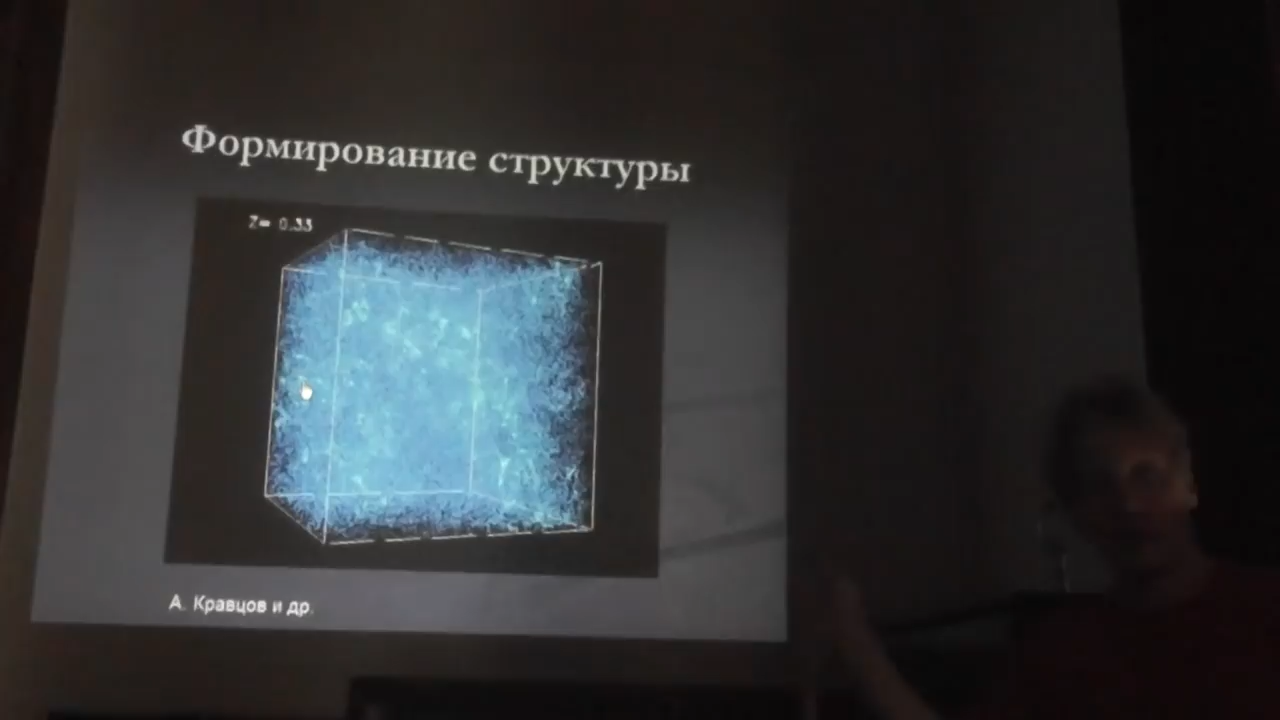 Формирование структуры
Z= 0.33
А. Кравцов и др.